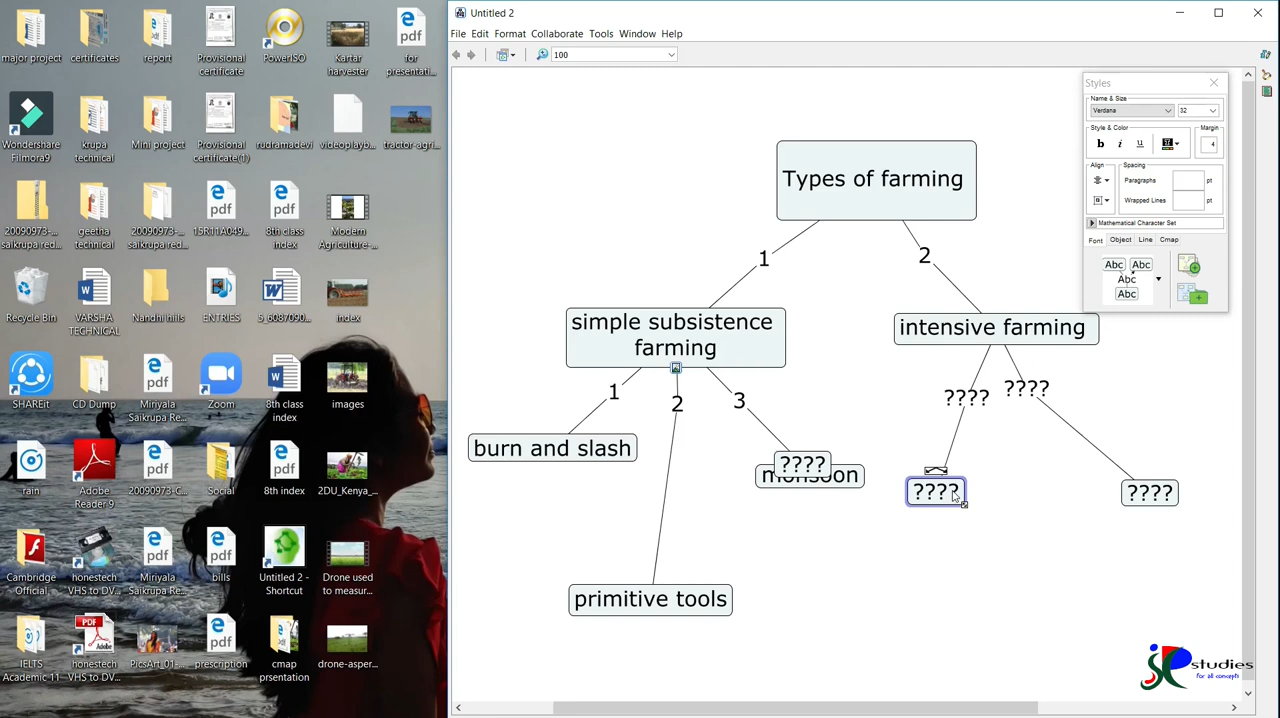 major project
certificates
report
Provisional certificate
PowerISO
Kartar harvester
for presentati...
Wondershare Filmora9
krupa technical
Mini project
Provisional certificate(1)
rudramadevi
videoplayb...
tractor-agri...
20090973-saikrupa red...
geetha technical
20090973-saikrupa red...
15R11A049...
8th class index
Modern Agriculture-...
Recycle Bin
VARSHA TECHNICAL
Nandhi hills
ENTRIES
S_6087090...
index
SHAREit
CD Dump
Miriyala Saikrupa Re...
Zoom
8th class index
images
rain
Adobe Reader 9
20090973-C...
Social
8th index
2DU_Kenya_...
Cambridge Official_
honestech VHS to DV...
Miriyala Saikrupa Re...
bills
Untitled 2 - Shortcut
Drone used to measur...
IELTS Academic 11
honestech VHS to DV...
PicsArt_01-...
prescription
cmap prsentation
drone-asper...
Untitled 2
File Edit Format Collaborate Tools Window Help
100
Types of farming
1
2
simple subsistence
farming
intensive farming
1
2
3
????
????
burn and slash
????
monsoon
????
????
primitive tools
Styles
Name & Size
Verdana 32
Style & Color Margin
b i u 4
Align Spacing
Paragraphs pt
Wrapped Lines pt
Mathematical Character Set
Font Object Line Cmap
Abc Abc
Abc
Abc
studies
for all concepts